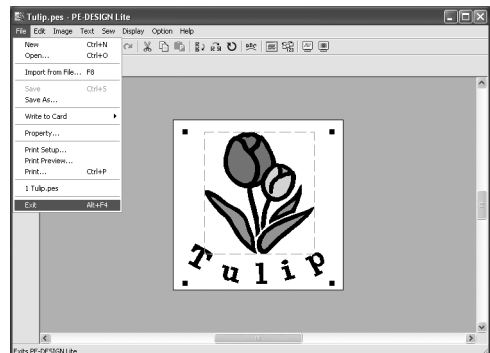 Tulip.pes - PE-DESIGN Lite
File Edit Image Text Sew Display Option Help
New Ctrl+N
Open... Ctrl+O
Import from File... F8
Save Ctrl+S
Save As...
Write to Card
Property...
Print Setup...
Print Preview...
Print... Ctrl+P
1 Tulip.pes
Exit Alt+F4
Tulip
Exits PE-DESIGN Lite